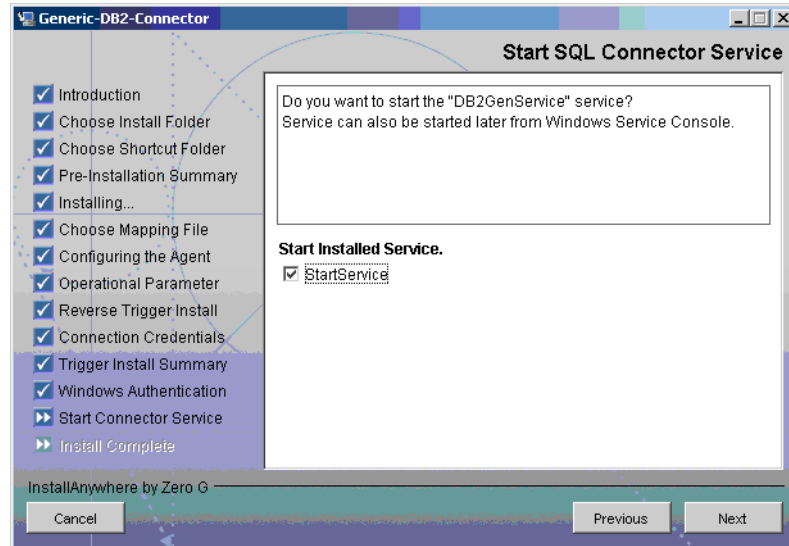 Generic-DB2-Connector
Start SQL Connector Service
Introduction
Choose Install Folder
Choose Shortcut Folder
Pre-Installation Summary
Installing...
Choose Mapping File
Configuring the Agent
Operational Parameter
Reverse Trigger Install
Connection Credentials
Trigger Install Summary
Windows Authentication
Start Connector Service
Install Complete
Do you want to start the "DB2GenService" service?
Service can also be started later from Windows Service Console.
Start Installed Service.
StartService
InstallAnywhere by Zero G
Cancel
Previous
Next